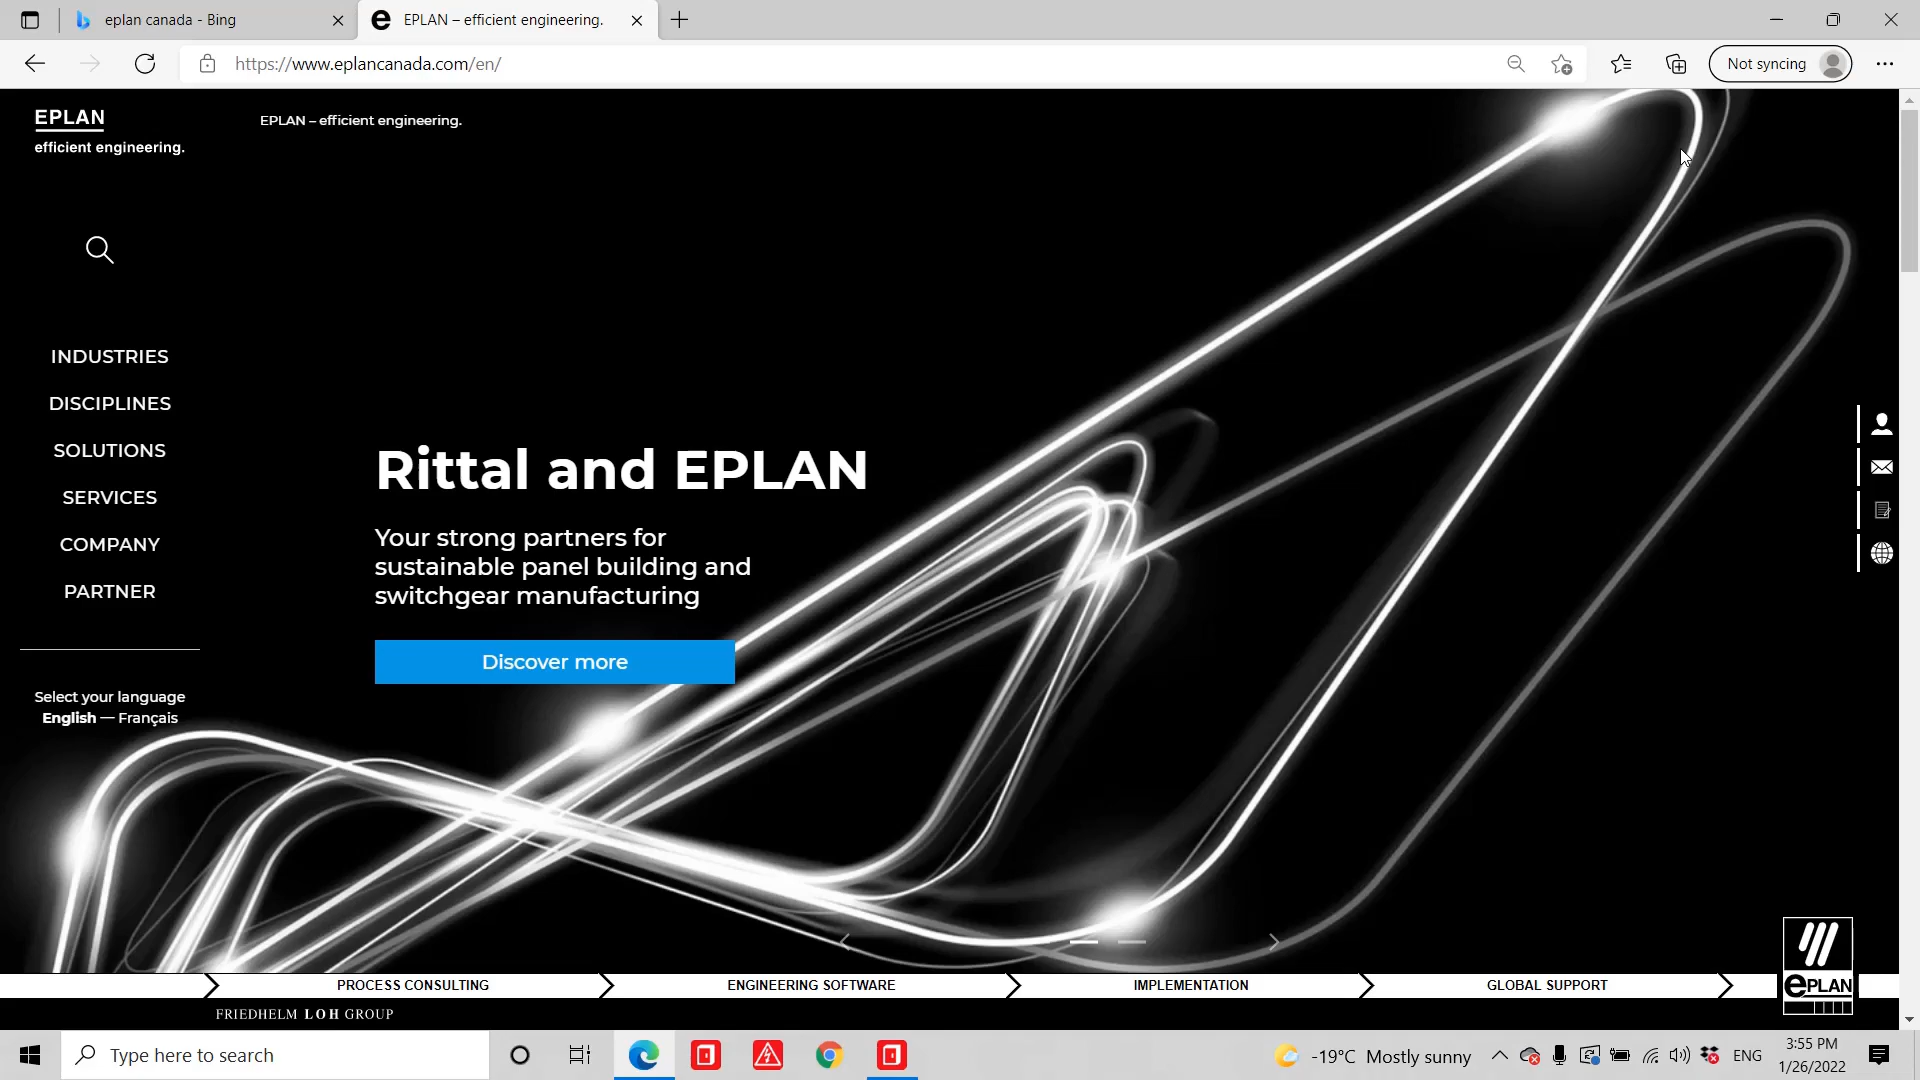 eplan canada - Bing
EPLAN – efficient engineering.
https://www.eplancanada.com/en/
Not syncing
EPLAN
efficient engineering.
EPLAN – efficient engineering.
INDUSTRIES
DISCIPLINES
SOLUTIONS
SERVICES
COMPANY
PARTNER
Select your language
English — Français
Rittal and EPLAN
Your strong partners for
sustainable panel building and
switchgear manufacturing
Discover more
PROCESS CONSULTING
ENGINEERING SOFTWARE
IMPLEMENTATION
GLOBAL SUPPORT
ePLAN
FRIEDHELM LOH GROUP
Type here to search
-19°C Mostly sunny
ENG
3:55 PM
1/26/2022